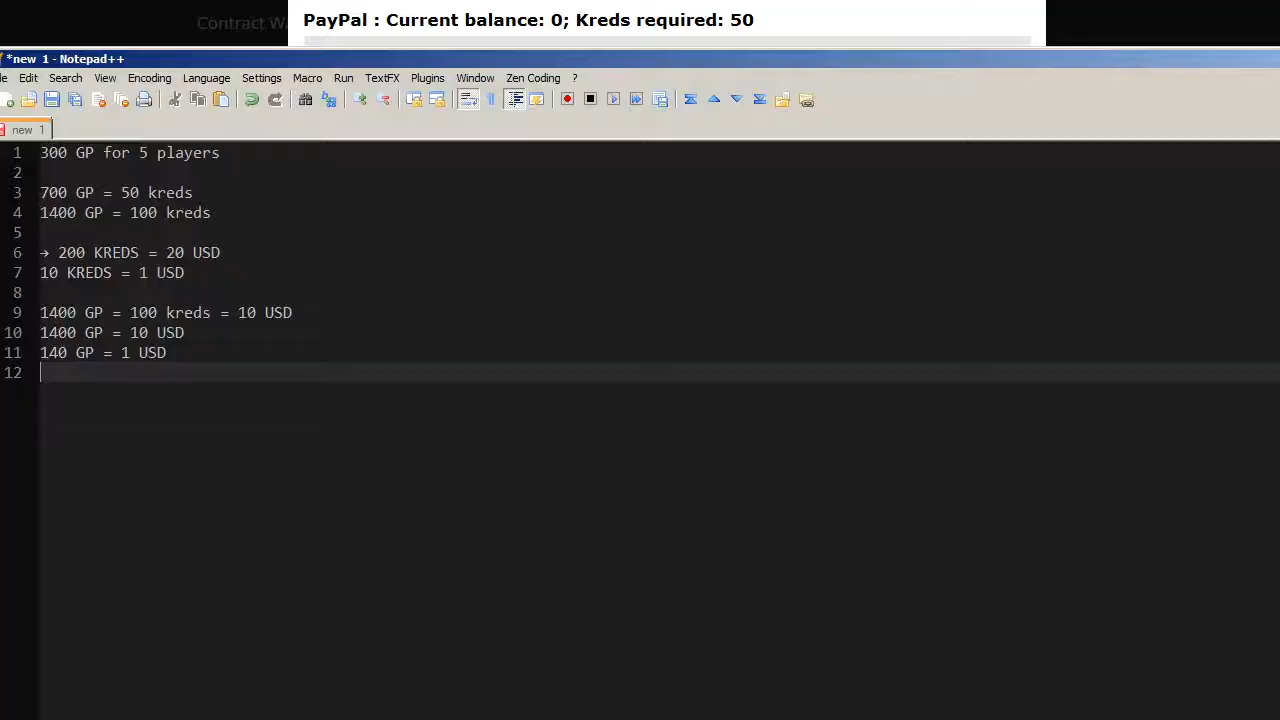 Contract W
PayPal : Current balance: 0; Kreds required: 50
*new 1 - Notepad++
le Edit Search View Encoding Language Settings Macro Run TextFX Plugins Window Zen Coding ?
new 1
1 300 GP for 5 players
2
3 700 GP = 50 kreds
4 1400 GP = 100 kreds
5
6 → 200 KREDS = 20 USD
7 10 KREDS = 1 USD
8
9 1400 GP = 100 kreds = 10 USD
10 1400 GP = 10 USD
11 140 GP = 1 USD
12